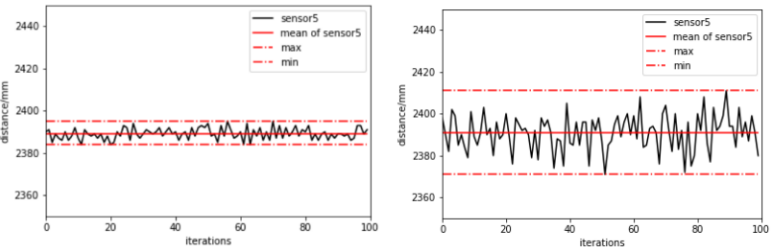 2440
2420
2400
2380
2360
distance/mm
0
20
40
60
80
100
iterations
sensor5
mean of sensor5
max
min
2440
2420
2400
2380
2360
distance/mm
0
20
40
60
80
100
iterations
sensor5
mean of sensor5
max
min